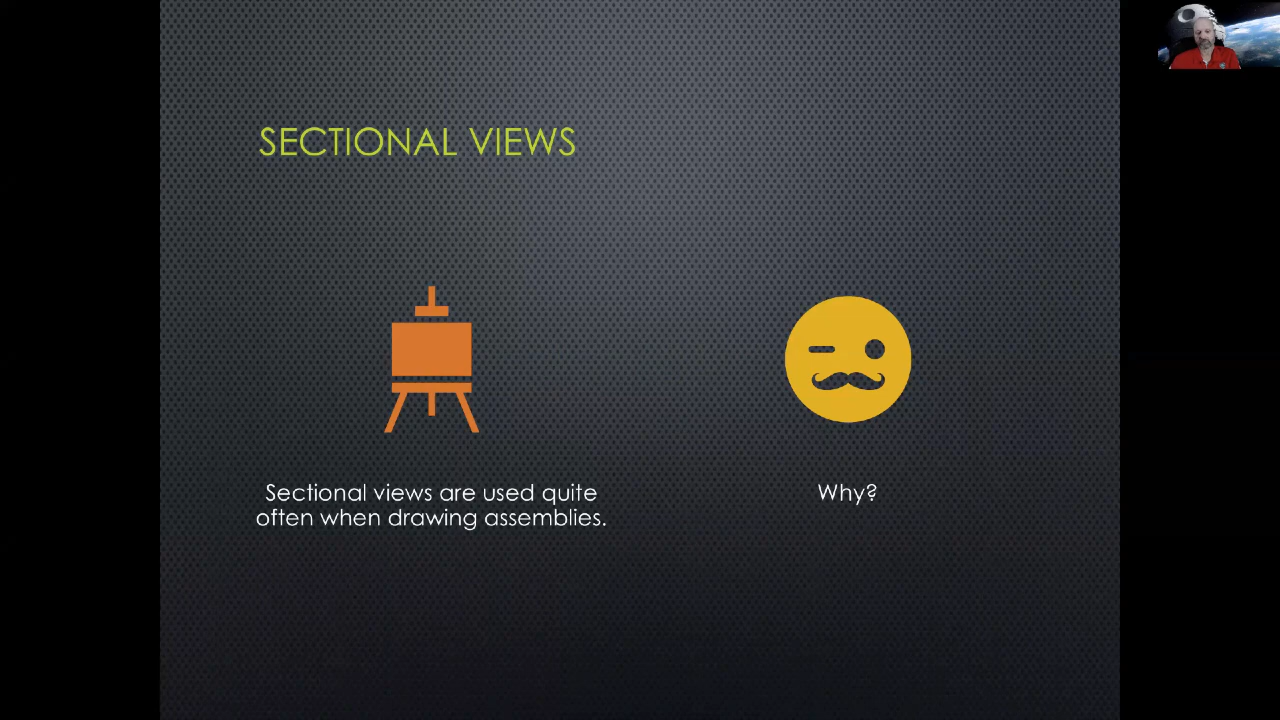 SECTIONAL VIEWS
Sectional views are used quite
often when drawing assemblies.
Why?